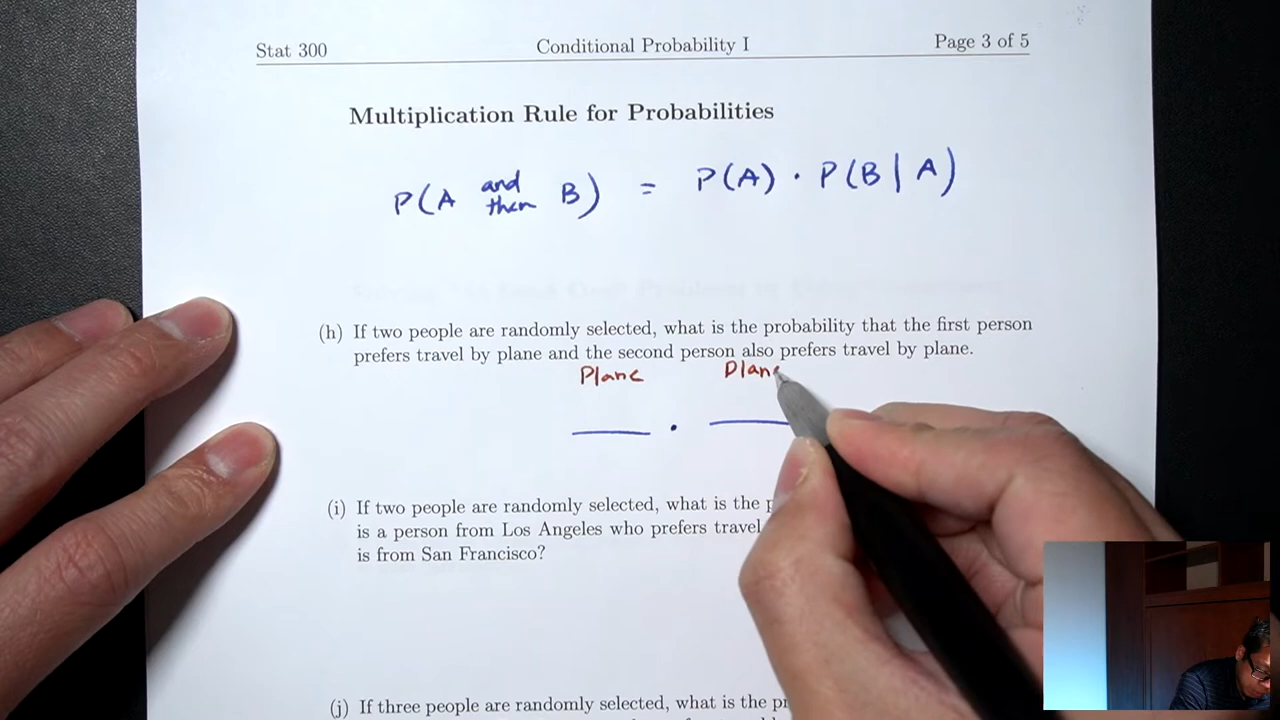 Stat 300 Conditional Probability I Page 3 of 5
Multiplication Rule for Probabilities
P(A and then B) = P(A) · P(B | A)
(h) If two people are randomly selected, what is the probability that the first person
prefers travel by plane and the second person also prefers travel by plane.
Plane Plane
.
(i) If two people are randomly selected, what is the
is a person from Los Angeles who prefers travel
is from San Francisco?
(j) If three people are randomly selected, what is the